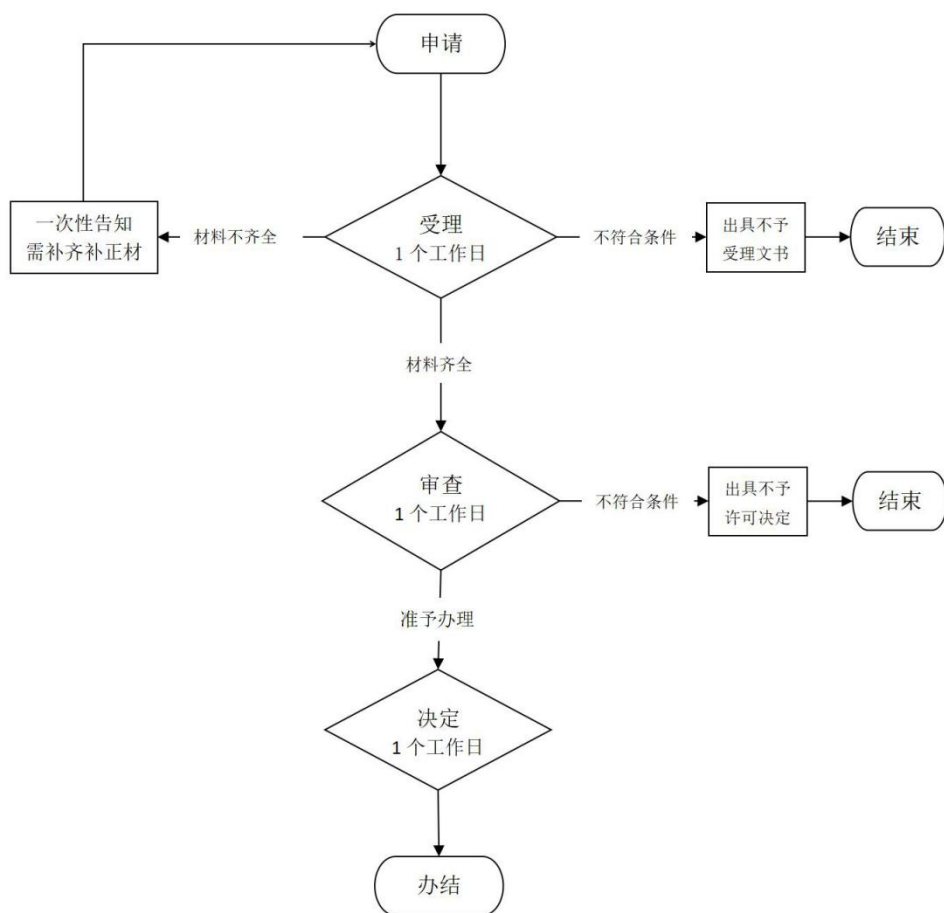 申请
一次性告知
需补齐补正材
材料不齐全
受理
1 个工作日
不符合条件
出具不予
受理文书
结束
材料齐全
审查
1 个工作日
不符合条件
出具不予
许可决定
结束
准予办理
决定
1 个工作日
办结